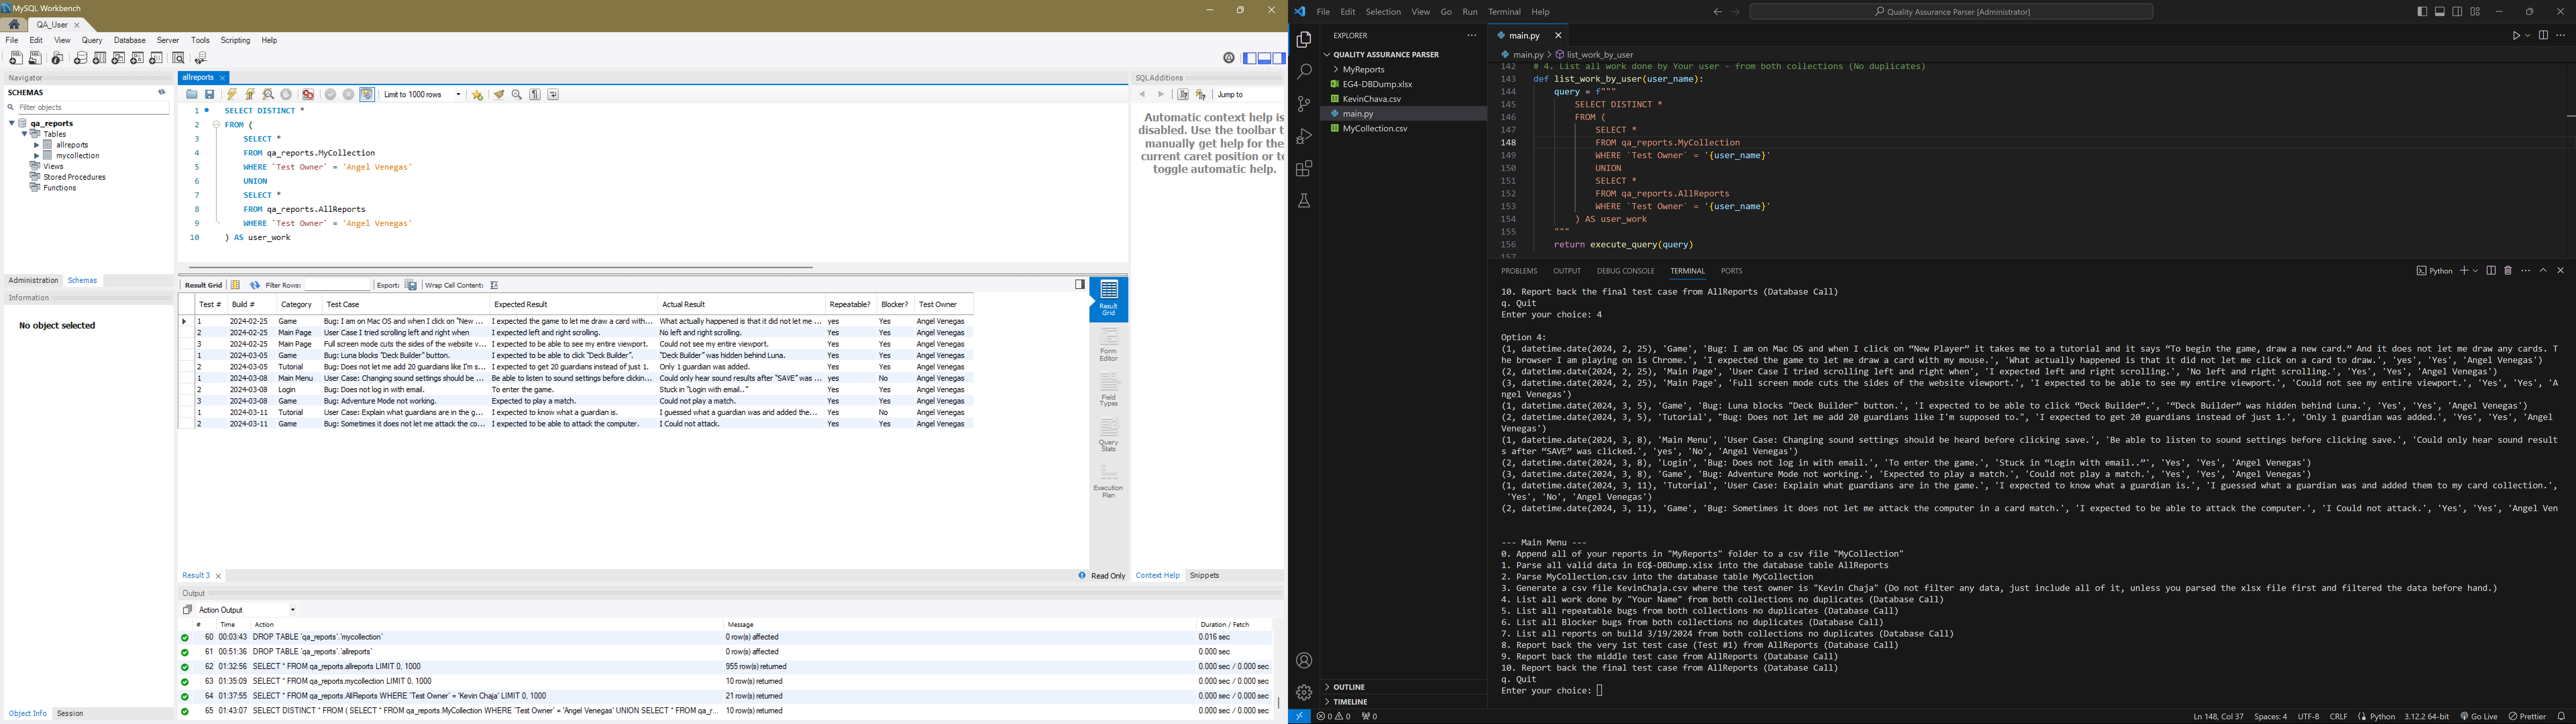 MySQL Workbench
QA_User
File Edit View Query Database Server Tools Scripting Help
Navigator
SCHEMAS
Filter objects
qa_reports
Tables
allreports
mycollection
Views
Stored Procedures
Functions
Administration Schemas
Information
No object selected
Object Info Session
allreports
Limit to 1000 rows
1 SELECT DISTINCT *
2 FROM (
3 SELECT *
4 FROM qa_reports.MyCollection
5 WHERE `Test Owner` = 'Angel Venegas'
6 UNION
7 SELECT *
8 FROM qa_reports.AllReports
9 WHERE `Test Owner` = 'Angel Venegas'
10 ) AS user_work
Result Grid Filter Rows: Export: Wrap Cell Content:
Test # Build # Category Test Case Expected Result Actual Result Repeatable? Blocker? Test Owner
1 2024-02-25 Game Bug: I am on Mac OS and when I click on "New ... I expected the game to let me draw a card with... What actually happened is that it did not let me ... yes Yes Angel Venegas
2 2024-02-25 Main Page User Case I tried scrolling left and right when I expected left and right scrolling. No left and right scrolling. Yes Yes Angel Venegas
3 2024-02-25 Main Page Full screen mode cuts the sides of the website v... I expected to be able to see my entire viewport. Could not see my entire viewport. Yes Yes Angel Venegas
1 2024-03-05 Game Bug: Luna blocks "Deck Builder" button. I expected to be able to click "Deck Builder". "Deck Builder" was hidden behind Luna. Yes Yes Angel Venegas
2 2024-03-05 Tutorial Bug: Does not let me add 20 guardians like I'm s... I expected to get 20 guardians instead of just 1. Only 1 guardian was added. Yes Yes Angel Venegas
1 2024-03-08 Main Menu User Case: Changing sound settings should be ... Be able to listen to sound settings before clickin... Could only hear sound results after "SAVE" was ... yes No Angel Venegas
2 2024-03-08 Login Bug: Does not log in with email. To enter the game. Stuck in "Login with email.." Yes Yes Angel Venegas
3 2024-03-08 Game Bug: Adventure Mode not working. Expected to play a match. Could not play a match. Yes Yes Angel Venegas
1 2024-03-11 Tutorial User Case: Explain what guardians are in the g... I expected to know what a guardian is. I guessed what a guardian was and added the... Yes No Angel Venegas
2 2024-03-11 Game Bug: Sometimes it does not let me attack the co... I expected to be able to attack the computer. I Could not attack. Yes Yes Angel Venegas
Result Grid
Form Editor
Field Types
Query Stats
Execution Plan
Result 3
Read Only
SQLAdditions
Jump to
Automatic context help is
disabled. Use the toolbar t
manually get help for the
current caret position or to
toggle automatic help.
Context Help Snippets
Output
Action Output
# Time Action Message Duration / Fetch
60 00:03:43 DROP TABLE `qa_reports`.`mycollection` 0 row(s) affected 0.016 sec
61 00:51:36 DROP TABLE `qa_reports`.`allreports` 0 row(s) affected 0.000 sec
62 01:32:56 SELECT * FROM qa_reports.allreports LIMIT 0, 1000 955 row(s) returned 0.000 sec / 0.000 sec
63 01:35:09 SELECT * FROM qa_reports.mycollection LIMIT 0, 1000 10 row(s) returned 0.000 sec / 0.000 sec
64 01:37:55 SELECT * FROM qa_reports.AllReports WHERE `Test Owner` = 'Kevin Chaja' LIMIT 0, 1000 21 row(s) returned 0.000 sec / 0.000 sec
65 01:43:07 SELECT DISTINCT * FROM ( SELECT * FROM qa_reports.MyCollection WHERE `Test Owner` = 'Angel Venegas' UNION SELECT * FROM qa_r... 10 row(s) returned 0.000 sec / 0.000 sec
File Edit Selection View Go Run Terminal Help
Quality Assurance Parser [Administrator]
EXPLORER
QUALITY ASSURANCE PARSER
MyReports
EG4-DBDump.xlsx
KevinChava.csv
main.py
MyCollection.csv
OUTLINE
TIMELINE
main.py
main.py > list_work_by_user
142 # 4. List all work done by Your user - from both collections (No duplicates)
143 def list_work_by_user(user_name):
144 query = f"""
145 SELECT DISTINCT *
146 FROM (
147 SELECT *
148 FROM qa_reports.MyCollection
149 WHERE `Test Owner` = '{user_name}'
150 UNION
151 SELECT *
152 FROM qa_reports.AllReports
153 WHERE `Test Owner` = '{user_name}'
154 ) AS user_work
155 """
156 return execute_query(query)
157
PROBLEMS OUTPUT DEBUG CONSOLE TERMINAL PORTS
Python
10. Report back the final test case from AllReports (Database Call)
q. Quit
Enter your choice: 4
Option 4:
(1, datetime.date(2024, 2, 25), 'Game', 'Bug: I am on Mac OS and when I click on “New Player” it takes me to a tutorial and it says “To begin the game, draw a new card.” And it does not let me draw any cards. T
he browser I am playing on is Chrome.', 'I expected the game to let me draw a card with my mouse.', 'What actually happened is that it did not let me click on a card to draw.', 'yes', 'Yes', 'Angel Venegas')
(2, datetime.date(2024, 2, 25), 'Main Page', 'User Case I tried scrolling left and right when', 'I expected left and right scrolling.', 'No left and right scrolling.', 'Yes', 'Yes', 'Angel Venegas')
(3, datetime.date(2024, 2, 25), 'Main Page', 'Full screen mode cuts the sides of the website viewport.', 'I expected to be able to see my entire viewport.', 'Could not see my entire viewport.', 'Yes', 'Yes', 'A
ngel Venegas')
(1, datetime.date(2024, 3, 5), 'Game', 'Bug: Luna blocks "Deck Builder" button.', 'I expected to be able to click “Deck Builder”.', '“Deck Builder” was hidden behind Luna.', 'Yes', 'Yes', 'Angel Venegas')
(2, datetime.date(2024, 3, 5), 'Tutorial', "Bug: Does not let me add 20 guardians like I'm supposed to.", 'I expected to get 20 guardians instead of just 1.', 'Only 1 guardian was added.', 'Yes', 'Yes', 'Angel
Venegas')
(1, datetime.date(2024, 3, 8), 'Main Menu', 'User Case: Changing sound settings should be heard before clicking save.', 'Be able to listen to sound settings before clicking save.', 'Could only hear sound result
s after “SAVE” was clicked.', 'yes', 'No', 'Angel Venegas')
(2, datetime.date(2024, 3, 8), 'Login', 'Bug: Does not log in with email.', 'To enter the game.', 'Stuck in “Login with email..”', 'Yes', 'Yes', 'Angel Venegas')
(3, datetime.date(2024, 3, 8), 'Game', 'Bug: Adventure Mode not working.', 'Expected to play a match.', 'Could not play a match.', 'Yes', 'Yes', 'Angel Venegas')
(1, datetime.date(2024, 3, 11), 'Tutorial', 'User Case: Explain what guardians are in the game.', 'I expected to know what a guardian is.', 'I guessed what a guardian was and added them to my card collection.',
'Yes', 'No', 'Angel Venegas')
(2, datetime.date(2024, 3, 11), 'Game', 'Bug: Sometimes it does not let me attack the computer in a card match.', 'I expected to be able to attack the computer.', 'I Could not attack.', 'Yes', 'Yes', 'Angel Ven
--- Main Menu ---
0. Append all of your reports in "MyReports" folder to a csv file "MyCollection"
1. Parse all valid data in EG$-DBDump.xlsx into the database table AllReports
2. Parse MyCollection.csv into the database table MyCollection
3. Generate a csv file KevinChaja.csv where the test owner is "Kevin Chaja" (Do not filter any data, just include all of it, unless you parsed the xlsx file first and filtered the data before hand.)
4. List all work done by "Your Name" from both collections no duplicates (Database Call)
5. List all repeatable bugs from both collections no duplicates (Database Call)
6. List all Blocker bugs from both collections no duplicates (Database Call)
7. List all reports on build 3/19/2024 from both collections no duplicates (Database Call)
8. Report back the very 1st test case (Test #1) from AllReports (Database Call)
9. Report back the middle test case from AllReports (Database Call)
10. Report back the final test case from AllReports (Database Call)
q. Quit
Enter your choice:
0 0 0
Ln 148, Col 37 Spaces: 4 UTF-8 CRLF Python 3.12.2 64-bit Go Live Prettier